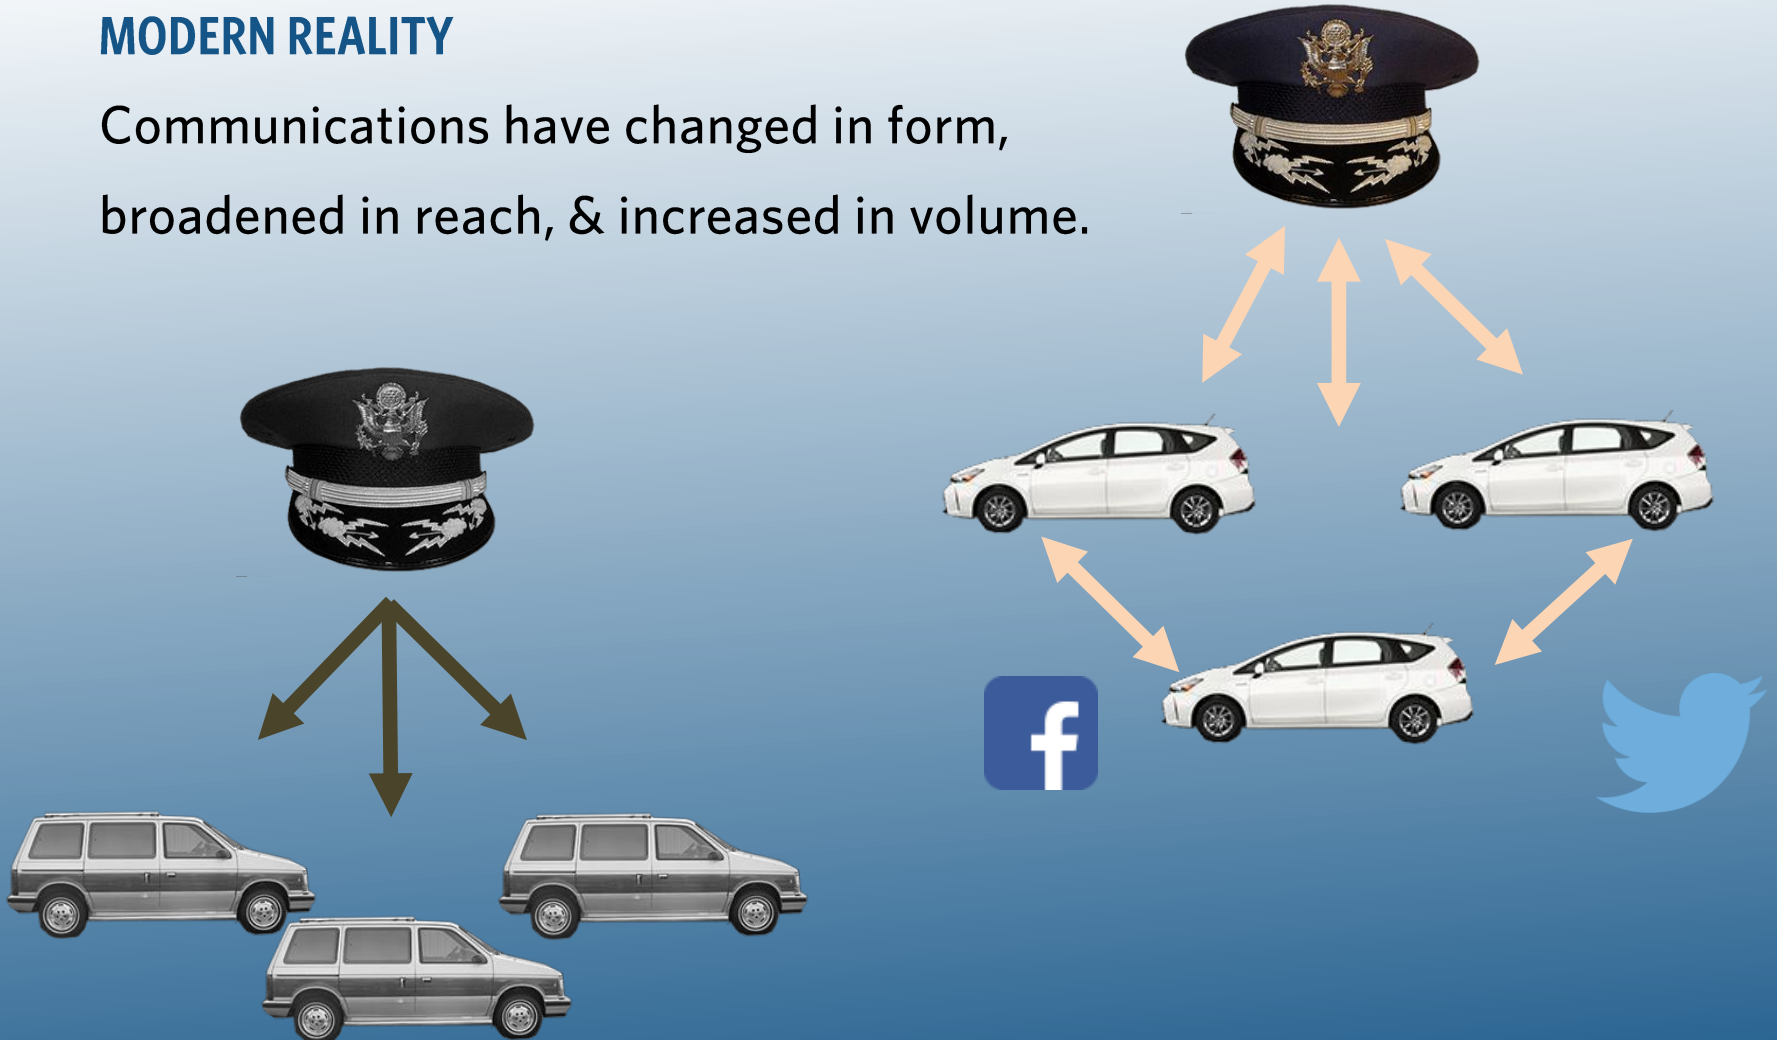 MODERN REALITY
Communications have changed in form,
broadened in reach, & increased in volume.
f